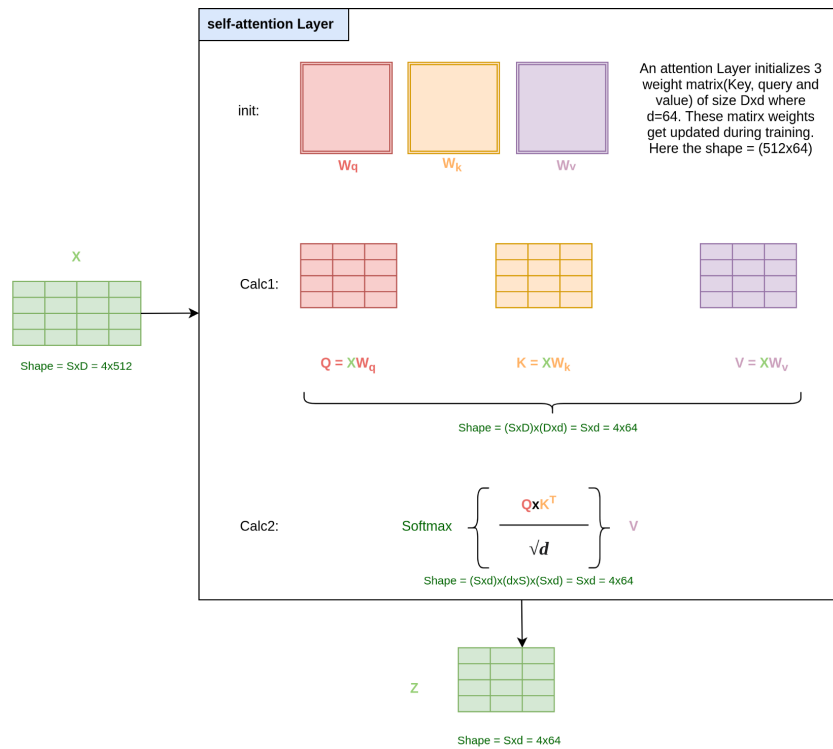 self-attention Layer
init:
Wq
Wk
Wv
An attention Layer initializes 3
weight matrix(Key, query and
value) of size Dxd where
d=64. These matirx weights
get updated during training.
Here the shape = (512x64)
X
Shape = SxD = 4x512
Calc1:
Q = XWq
K = XWk
V = XWv
Shape = (SxD)x(Dxd) = Sxd = 4x64
Calc2:
Softmax
QxK^T
√d
V
Shape = (Sxd)x(dxS)x(Sxd) = Sxd = 4x64
Z
Shape = Sxd = 4x64